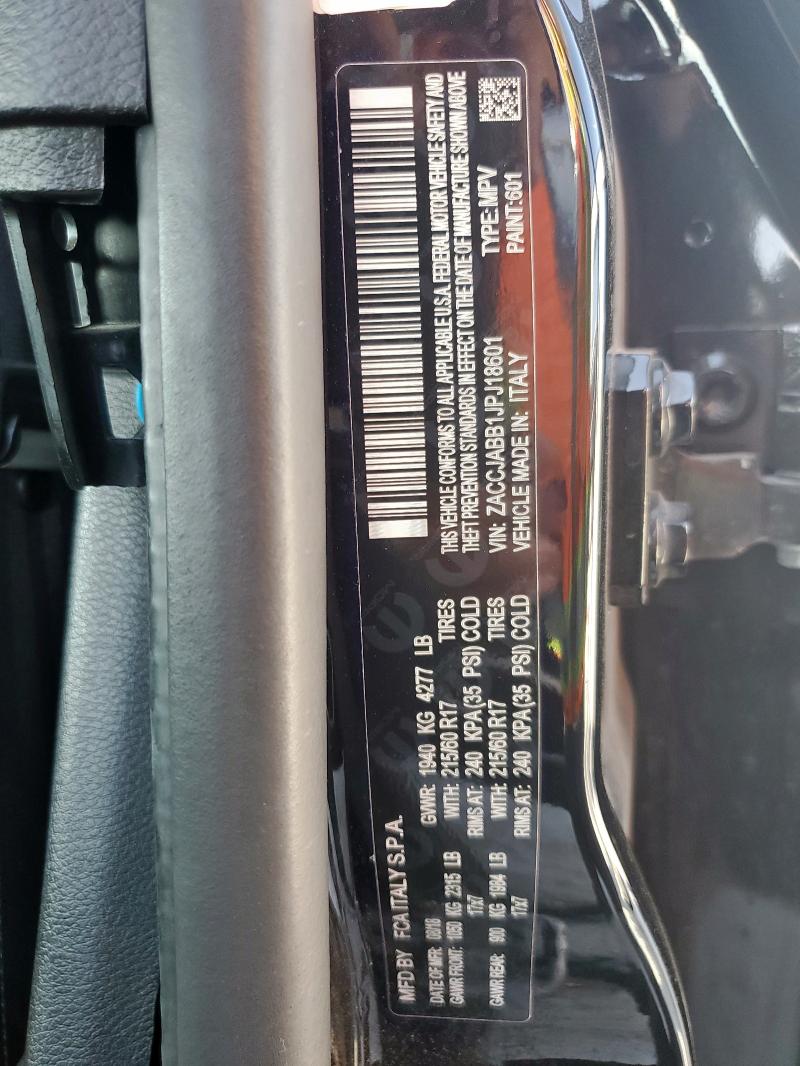 MFD BY FCA ITALY S.P.A.
DATE OF MFR: 08/18 GVWR: 1940 KG 4277 LB
GAWR FRONT: 1050 KG 2315 LB WITH: 215/60 R17 TIRES
17x7 RIMS AT: 240 KPA (35 PSI) COLD
GAWR REAR: 900 KG 1984 LB WITH: 215/60 R17 TIRES
17x7 RIMS AT: 240 KPA (35 PSI) COLD
THIS VEHICLE CONFORMS TO ALL APPLICABLE U.S.A. FEDERAL MOTOR VEHICLE SAFETY AND
THEFT PREVENTION STANDARDS IN EFFECT ON THE DATE OF MANUFACTURE SHOWN ABOVE
VIN: ZACCJABB1JPJ18601 TYPE: MPV
VEHICLE MADE IN: ITALY PAINT:601